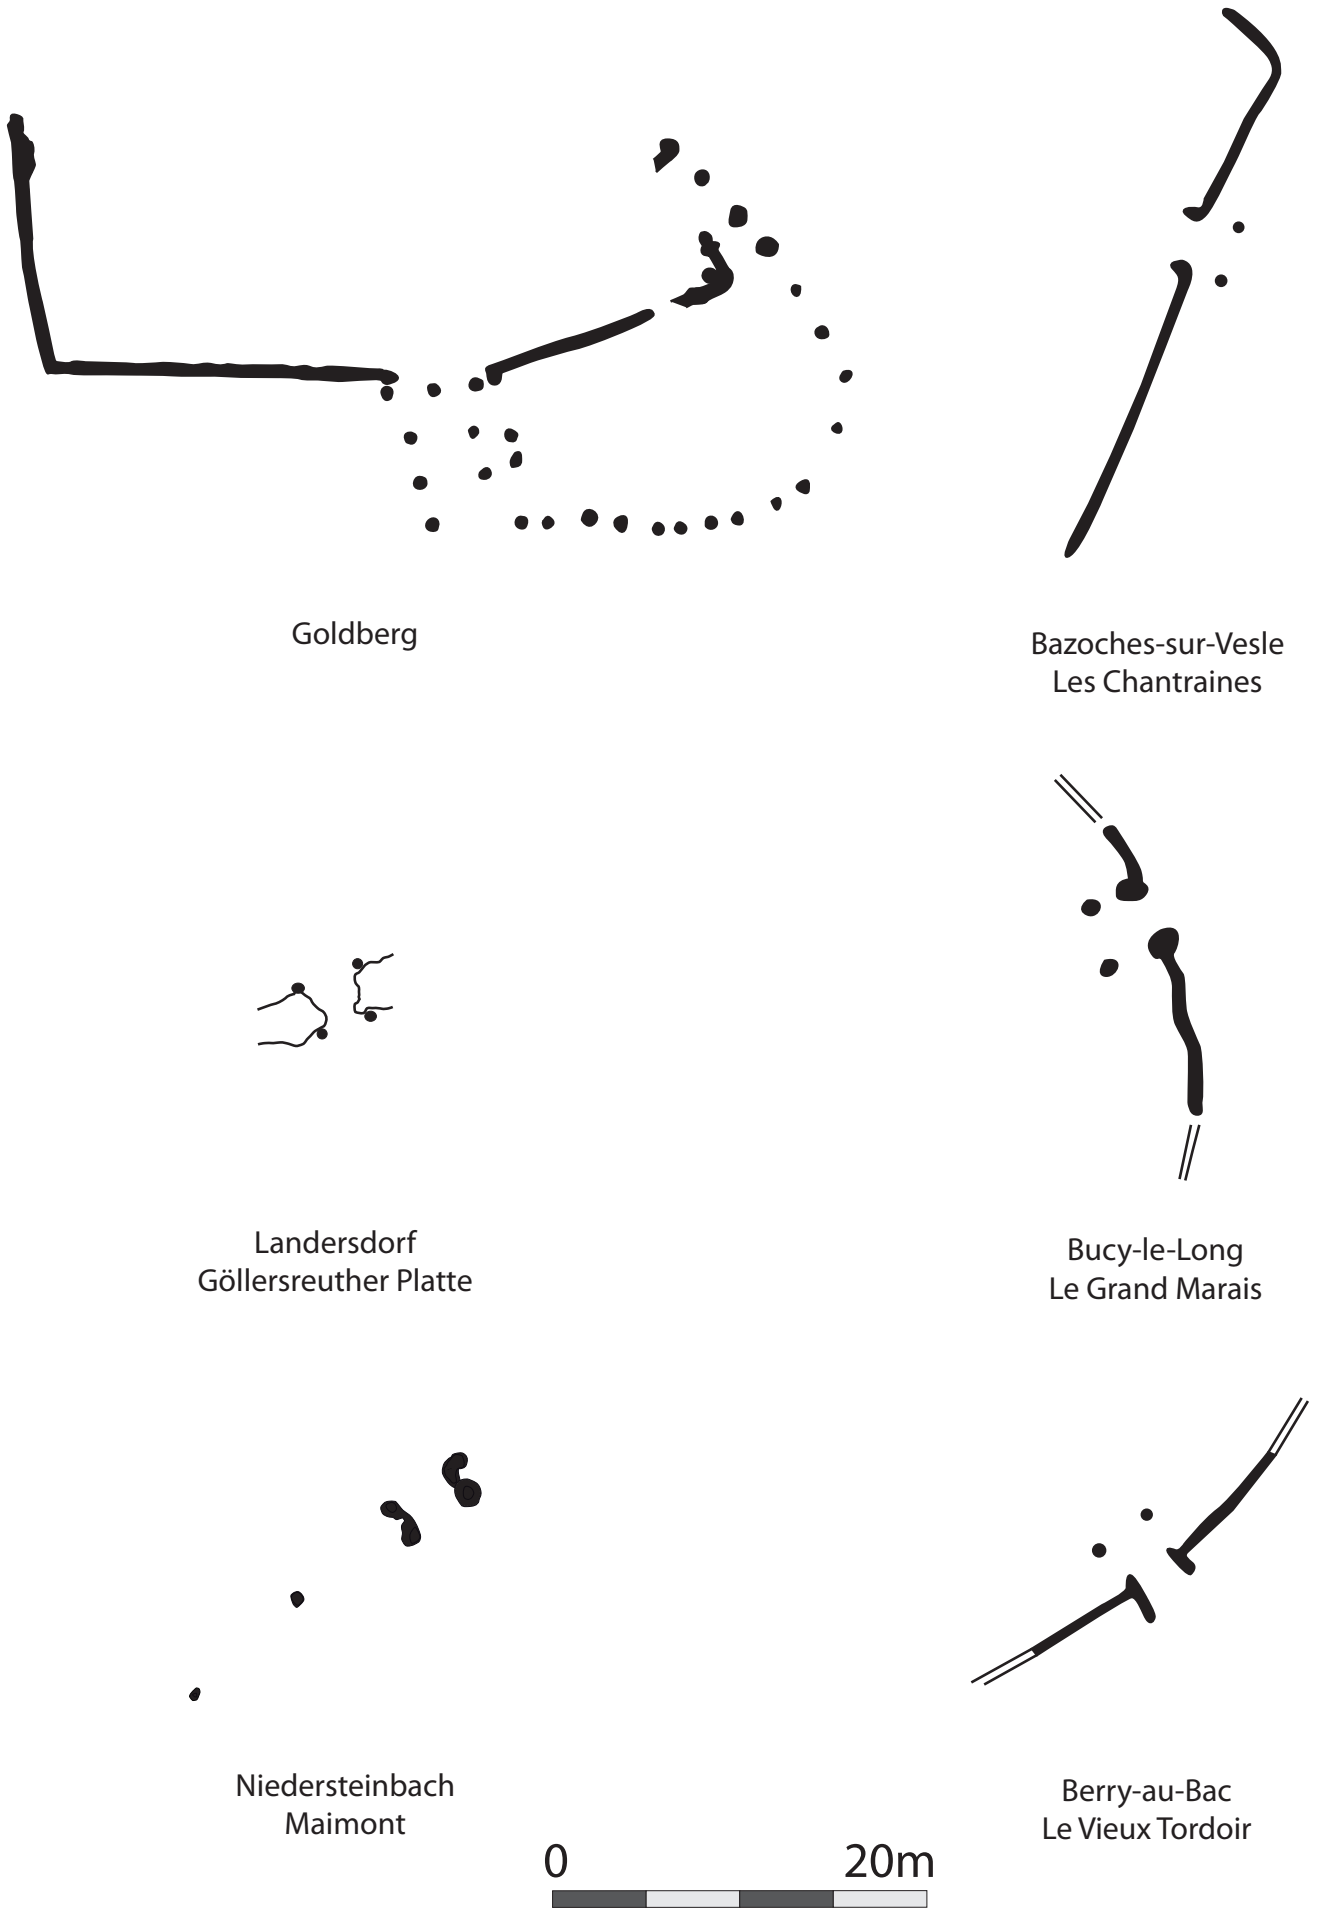 Goldberg
Bazoches-sur-Vesle
Les Chantraines
Landersdorf
Göllersreuther Platte
Bucy-le-Long
Le Grand Marais
Niedersteinbach
Maimont
Berry-au-Bac
Le Vieux Tordoir
0 20m